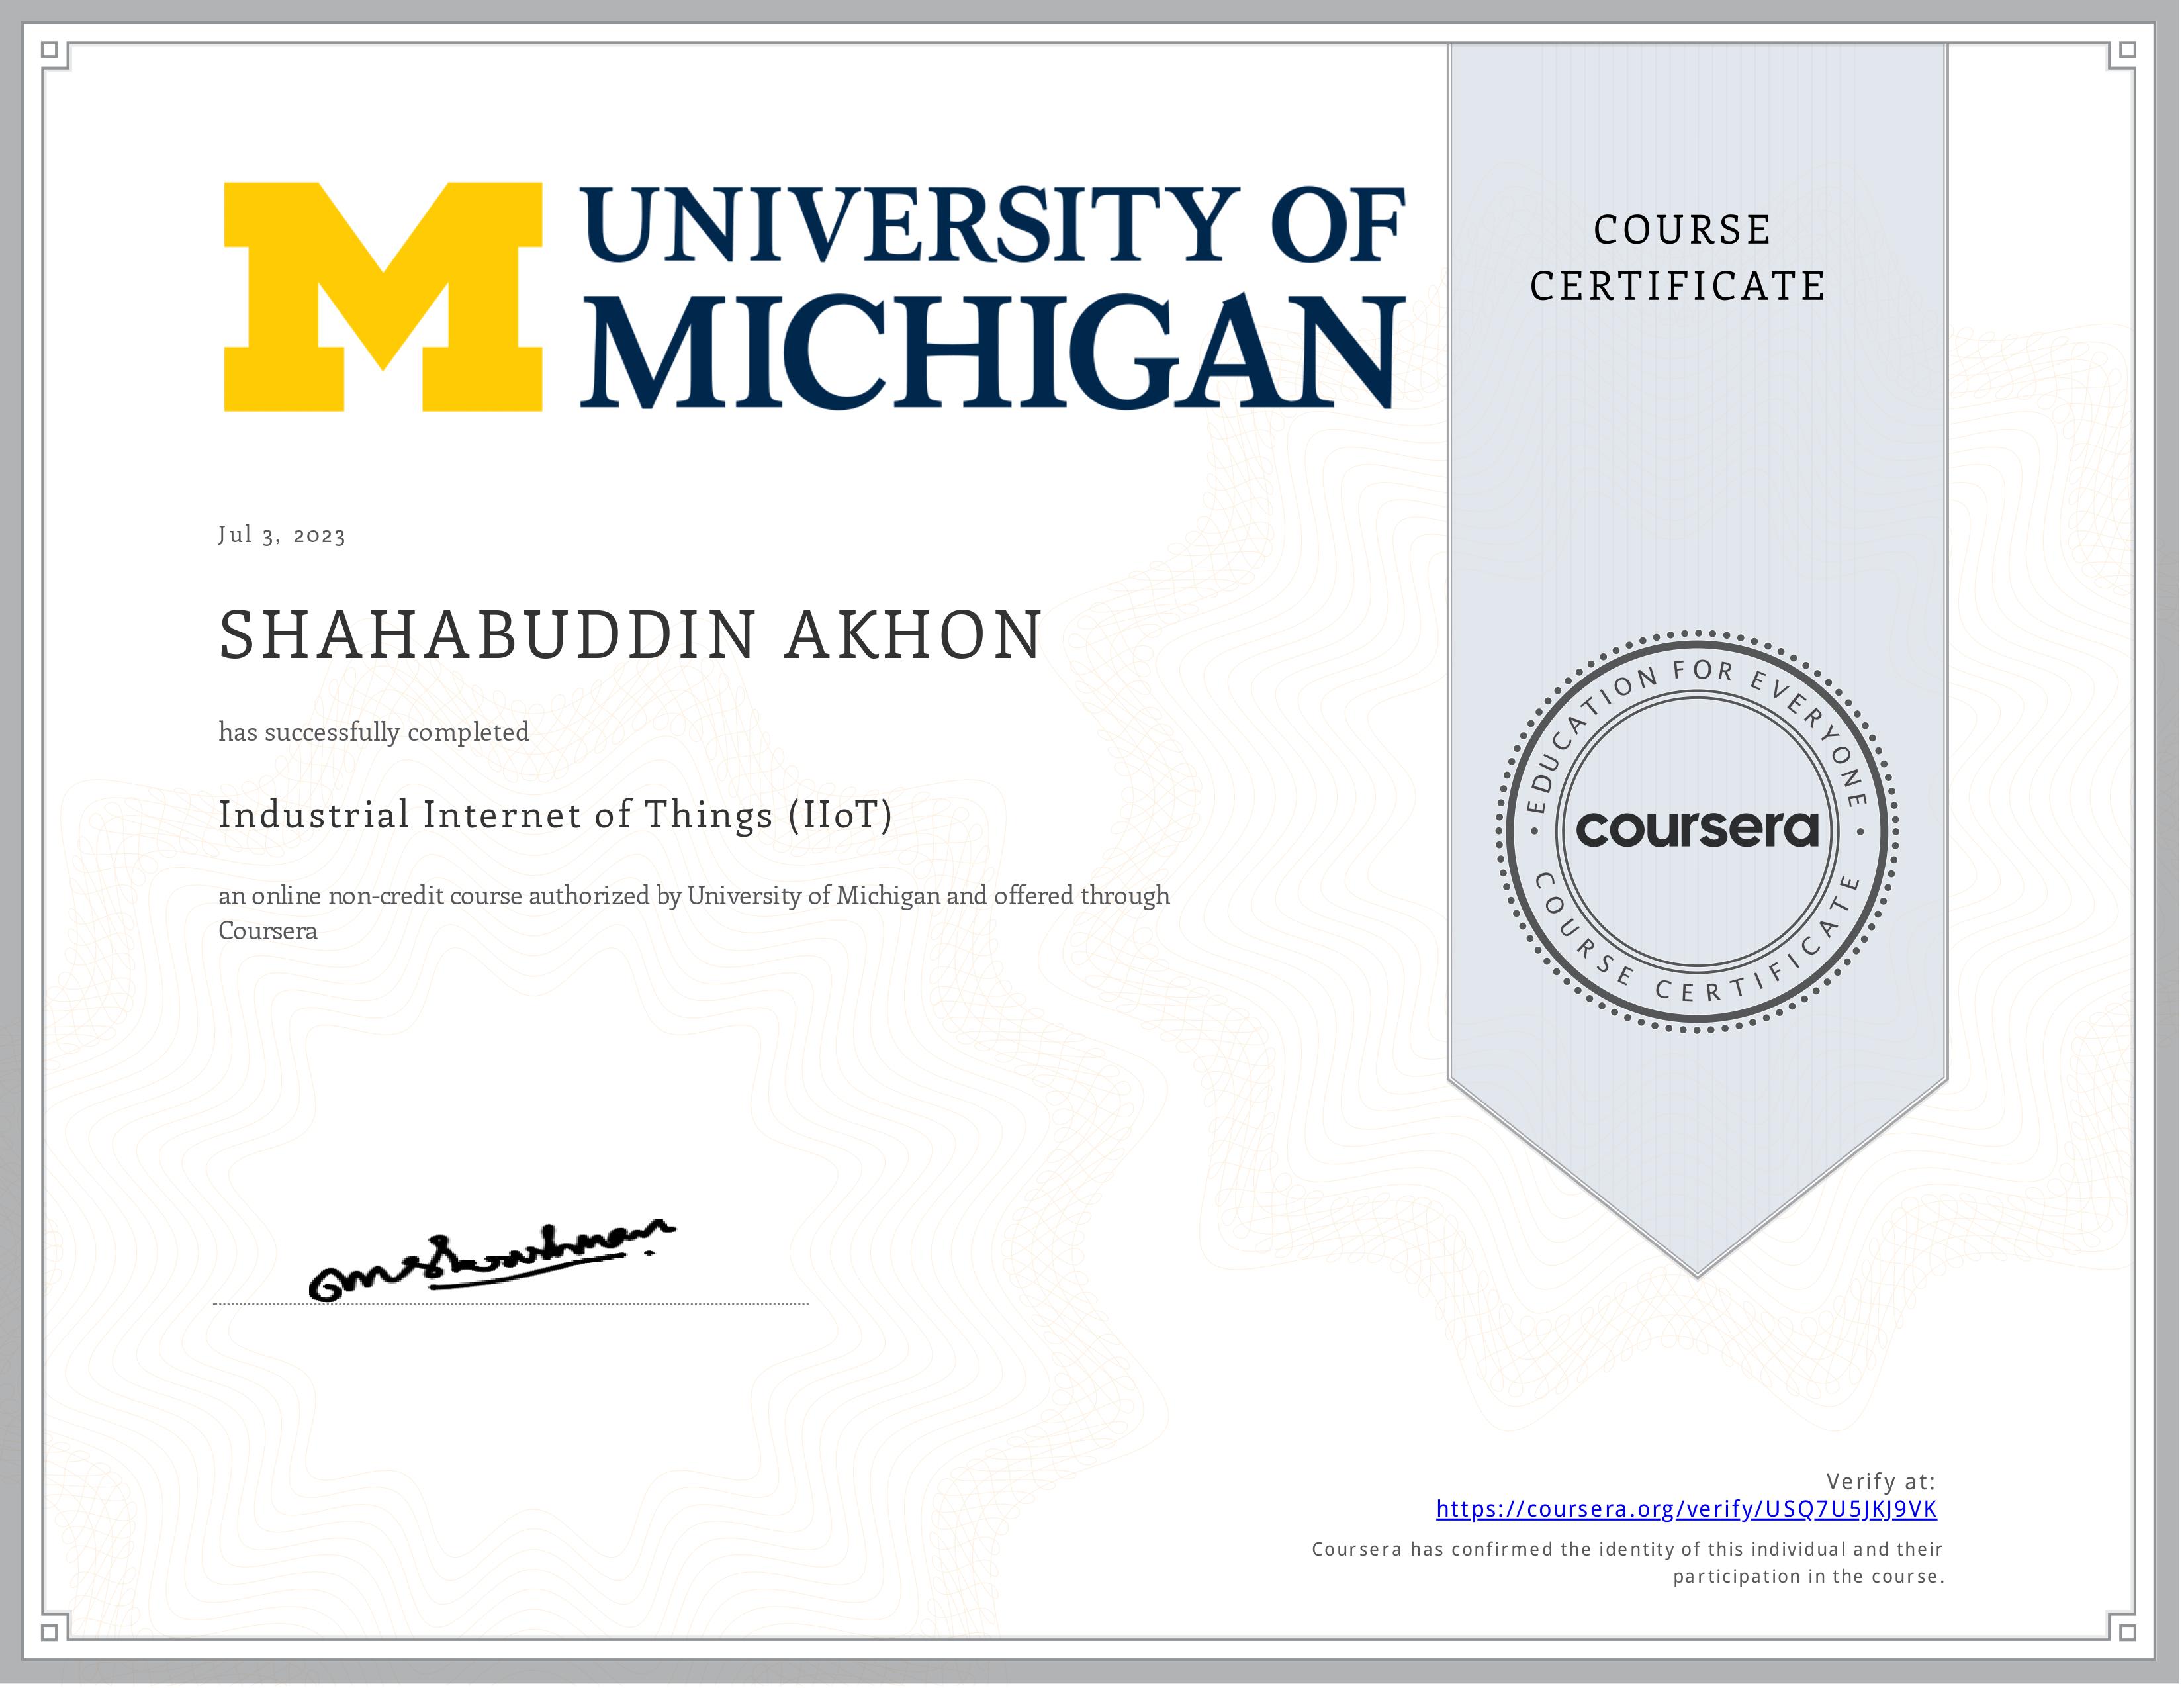 UNIVERSITY OF
MICHIGAN
COURSE
CERTIFICATE
Jul 3, 2023
SHAHABUDDIN AKHON
has successfully completed
Industrial Internet of Things (IIoT)
an online non-credit course authorized by University of Michigan and offered through
Coursera
EDUCATION FOR EVERYONE
coursera
COURSE CERTIFICATE
Verify at:
https://coursera.org/verify/USQ7U5JKJ9VK
Coursera has confirmed the identity of this individual and their
participation in the course.